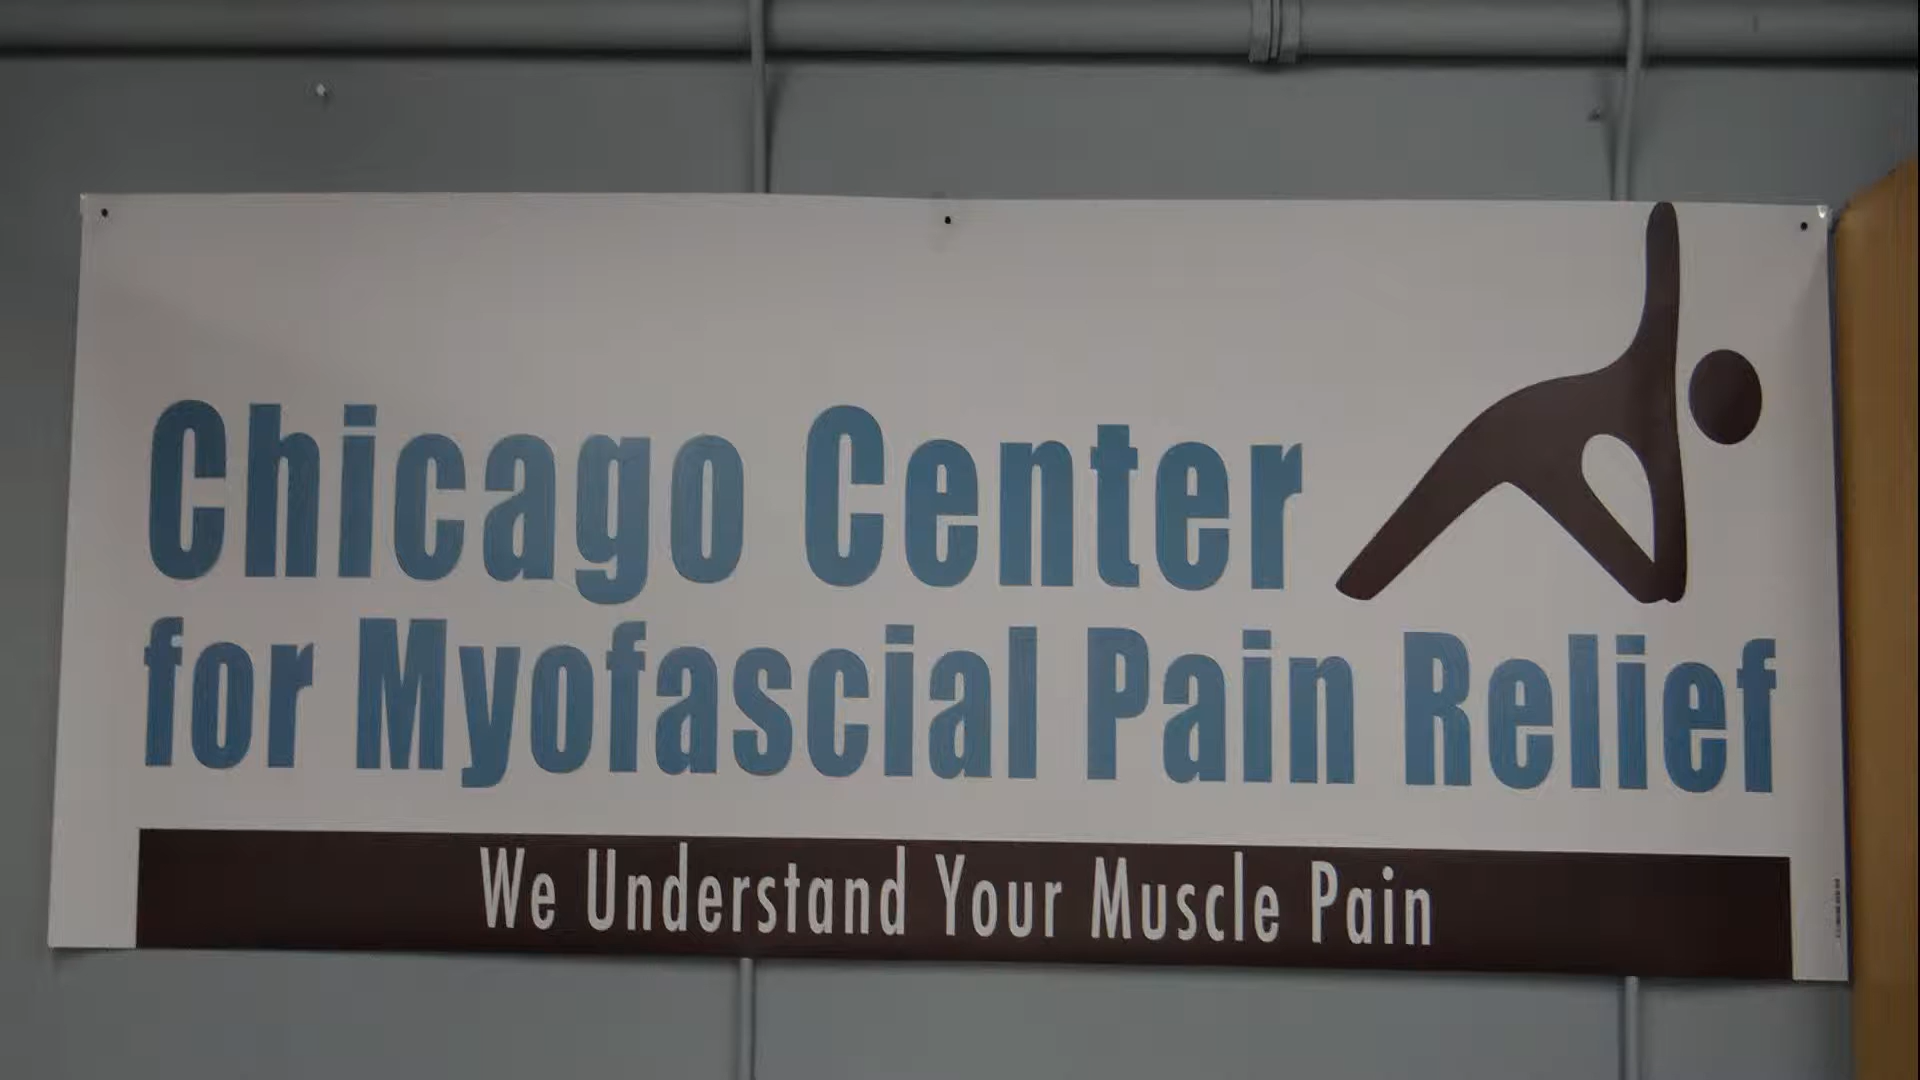 Chicago Center
for Myofascial Pain Relief
We Understand Your Muscle Pain